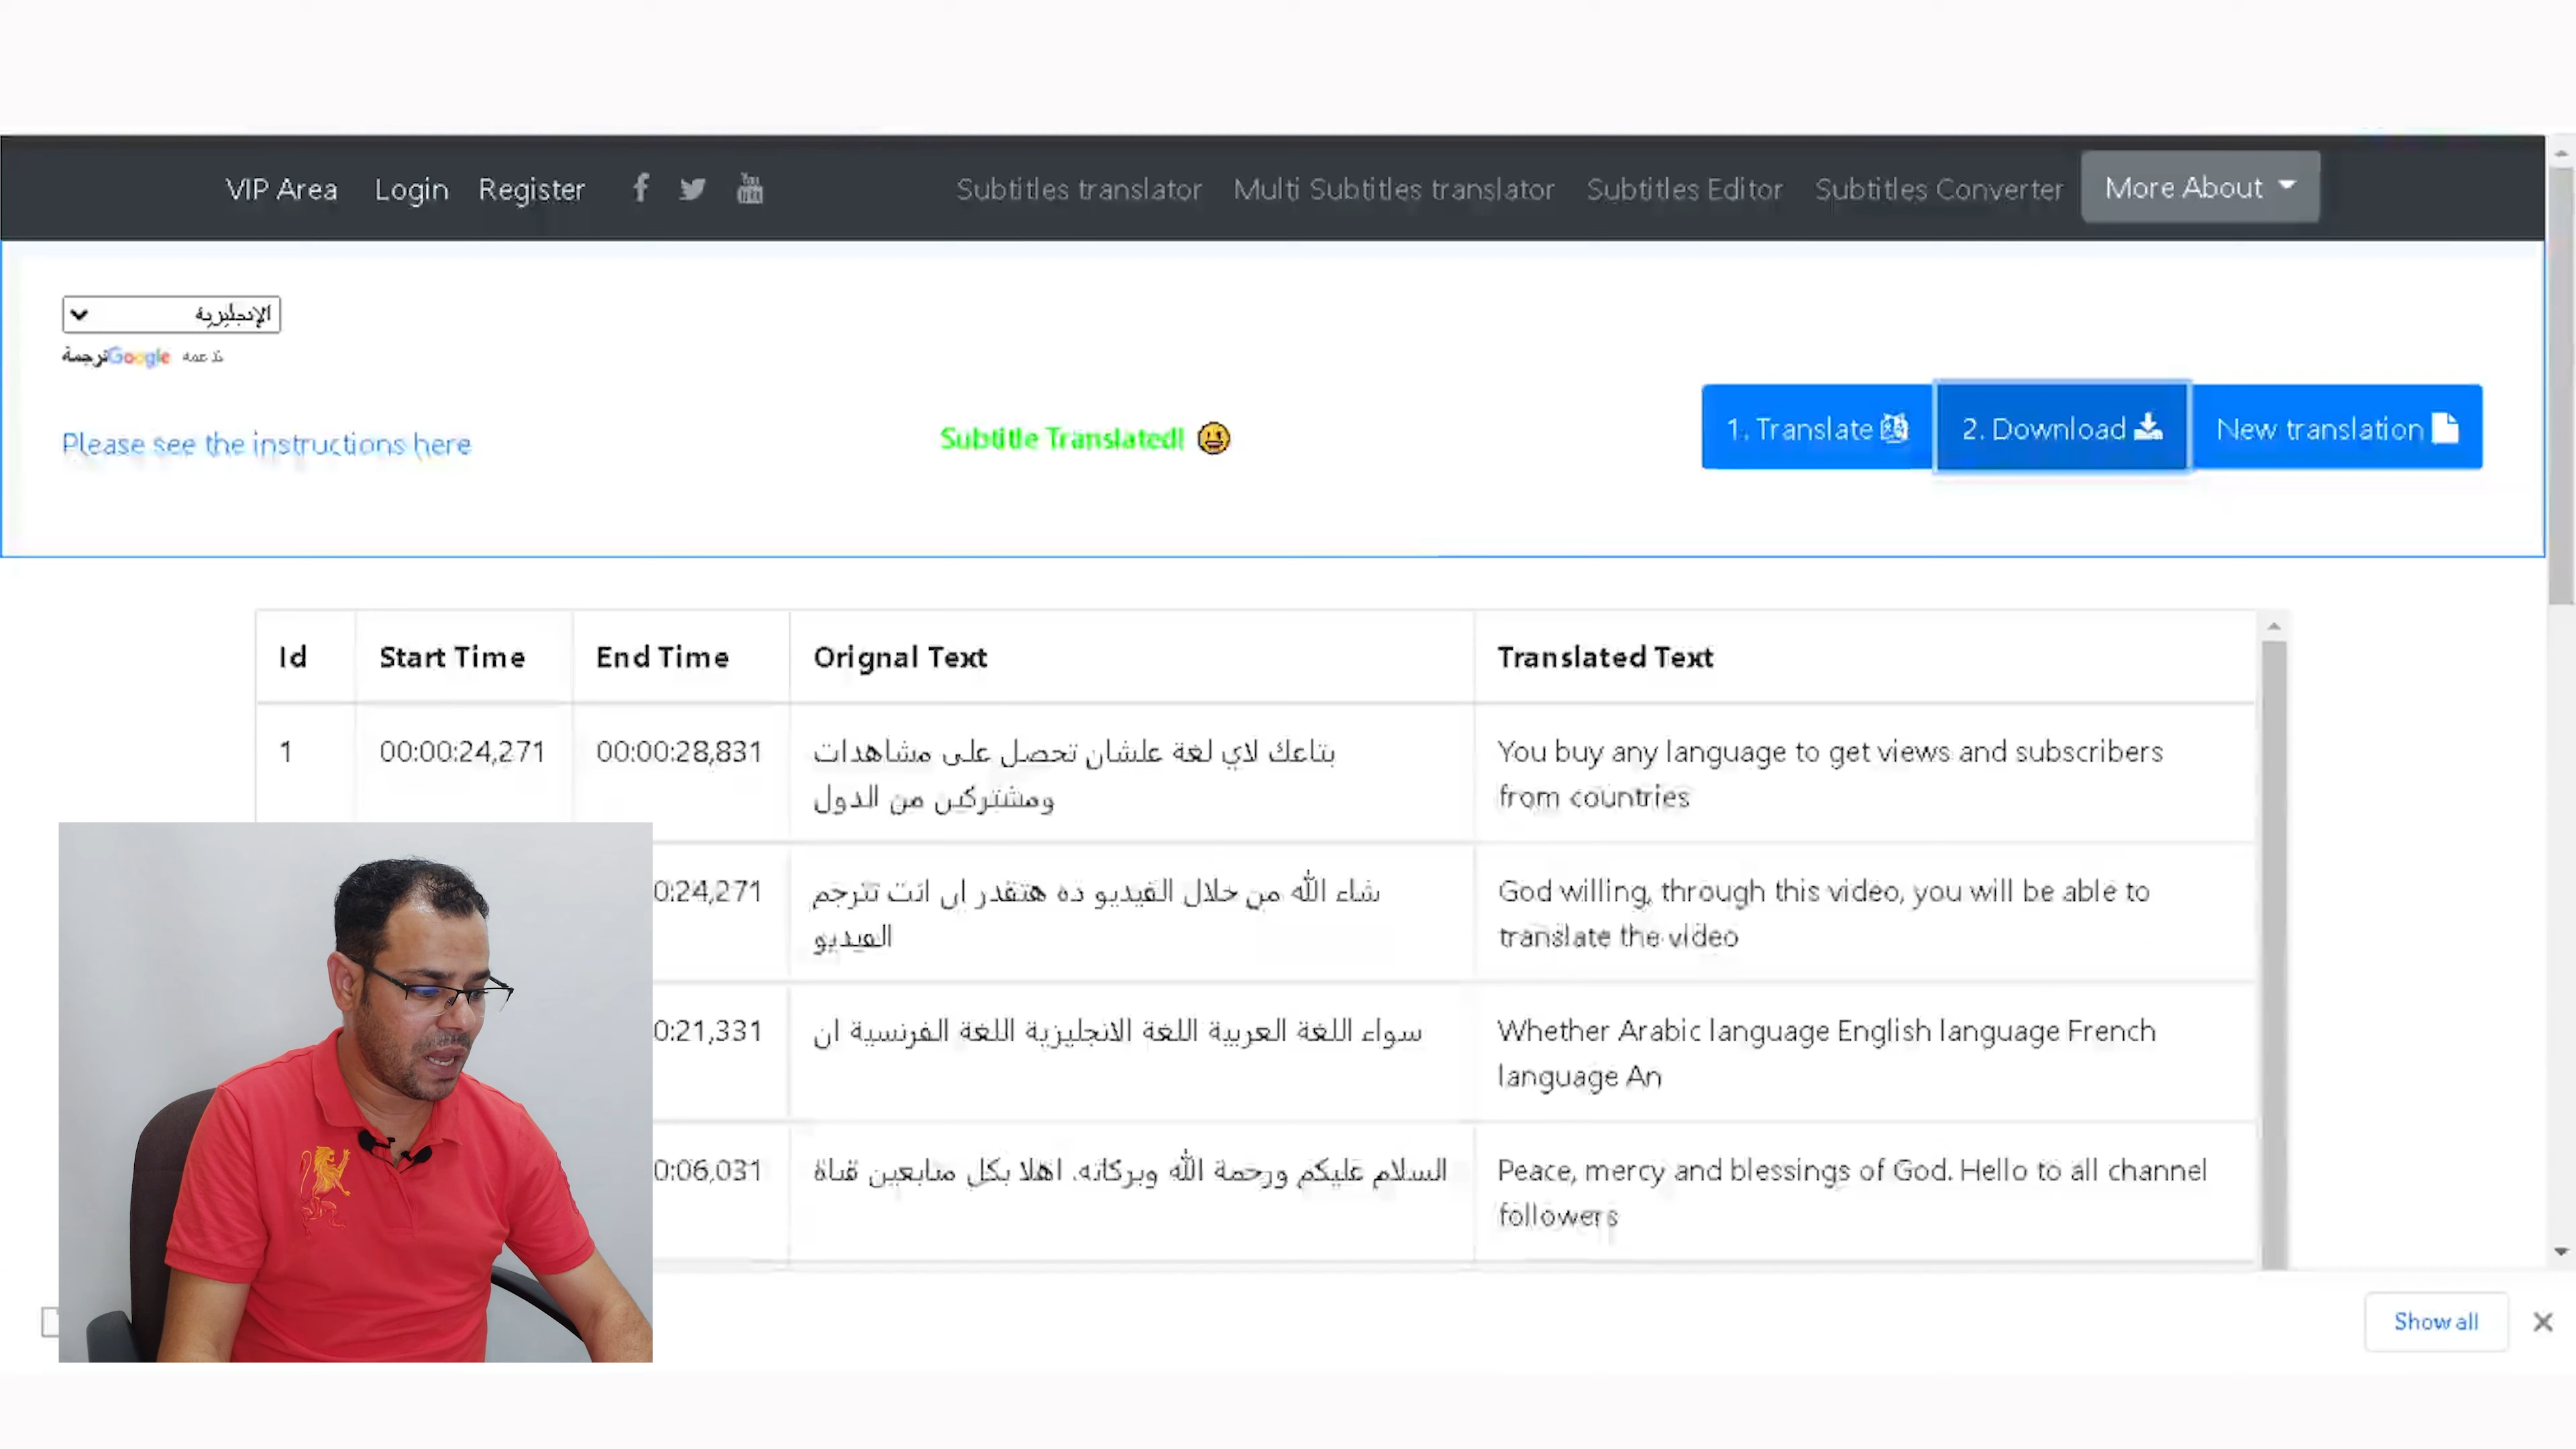 VIP Area Login Register Subtitles translator Multi Subtitles translator Subtitles Editor Subtitles Converter More About
الإنجليزية
ترجمة Google تدعمه
Please see the instructions here
Subtitle Translated!
1. Translate 2. Download New translation
Id Start Time End Time Orignal Text Translated Text
1 00:00:24,271 00:00:28,831 بتاعك لاي لغة علشان تحصل على مشاهدات You buy any language to get views and subscribers
ومشتركين من الدول from countries
0:24,271 شاء الله من خلال الفيديو ده هتقدر ان انت تترجم God willing, through this video, you will be able to
الفيديو translate the video
0:21,331 سواء اللغة العربية اللغة الانجليزية اللغة الفرنسية ان Whether Arabic language English language French
language An
0:06,031 السلام عليكم ورحمة الله وبركاته. اهلا بكل متابعين قناة Peace, mercy and blessings of God. Hello to all channel
followers
Show all